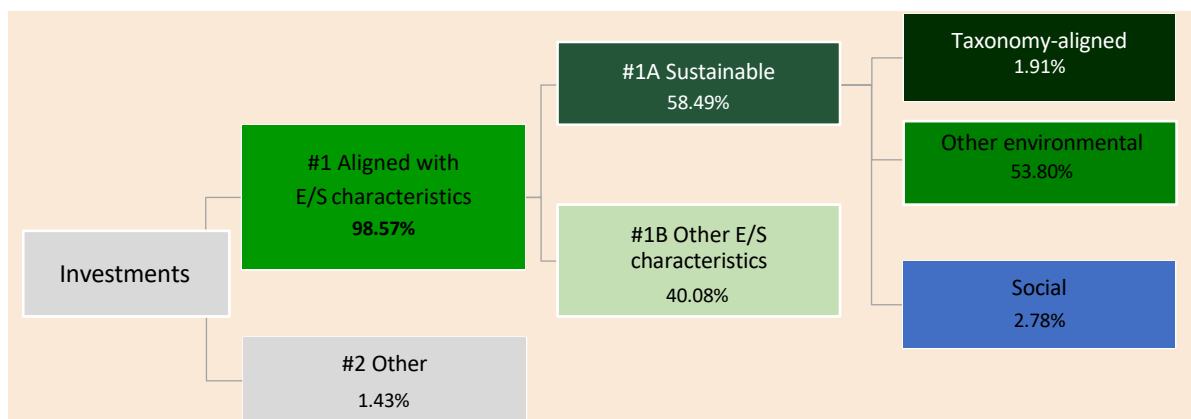 Investments
#1 Aligned with
E/S characteristics
98.57%
#2 Other
1.43%
#1A Sustainable
58.49%
#1B Other E/S
characteristics
40.08%
Taxonomy-aligned
1.91%
Other environmental
53.80%
Social
2.78%